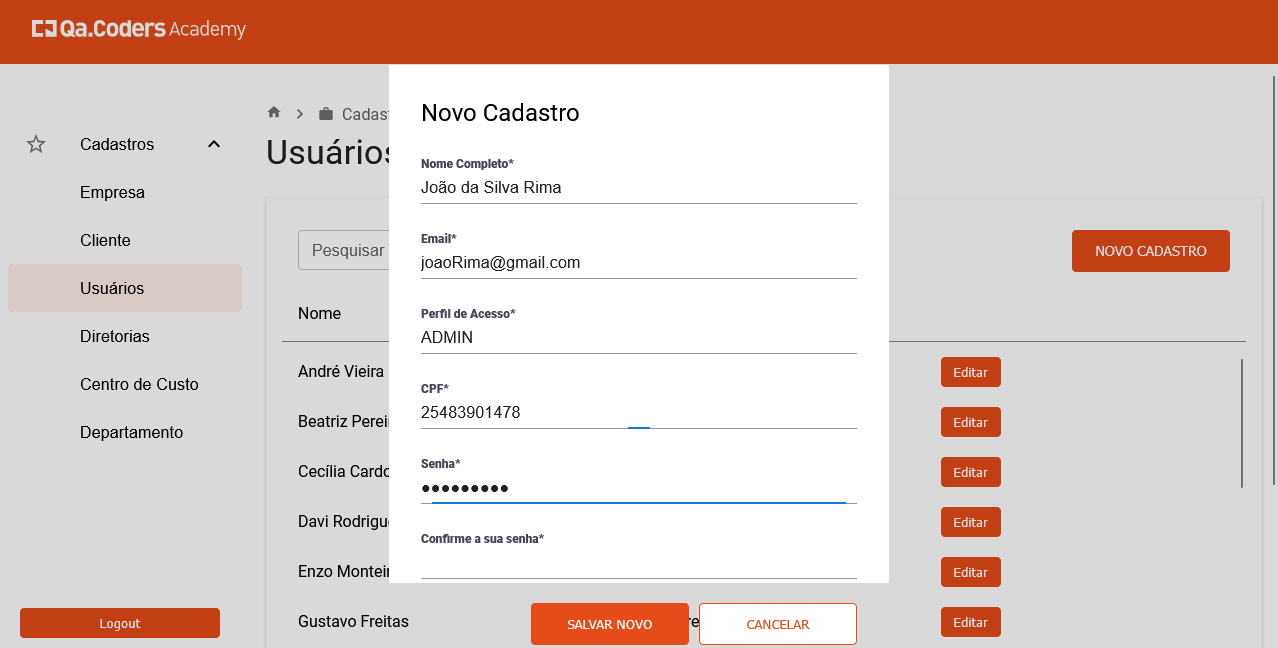 Qa.Coders Academy
Cadast
Usuários
Cadastros
Empresa
Cliente
Usuários
Diretorias
Centro de Custo
Departamento
Logout
Pesquisar
NOVO CADASTRO
Nome
André Vieira
Editar
Beatriz Perei
Editar
Cecília Cardo
Editar
Davi Rodrigu
Editar
Enzo Monteir
Editar
Gustavo Freitas
re
Editar
Novo Cadastro
Nome Completo*
João da Silva Rima
Email*
joaoRima@gmail.com
Perfil de Acesso*
ADMIN
CPF*
25483901478
Senha*
•••••••••
Confirme a sua senha*
SALVAR NOVO
CANCELAR